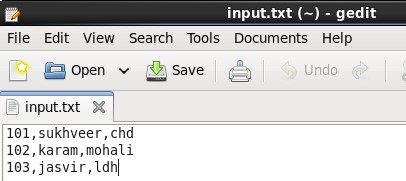 input.txt (~) - gedit
File Edit View Search Tools Documents Help
Open Save Undo
input.txt
101,sukhveer,chd
102,karam,mohali
103,jasvir,ldh